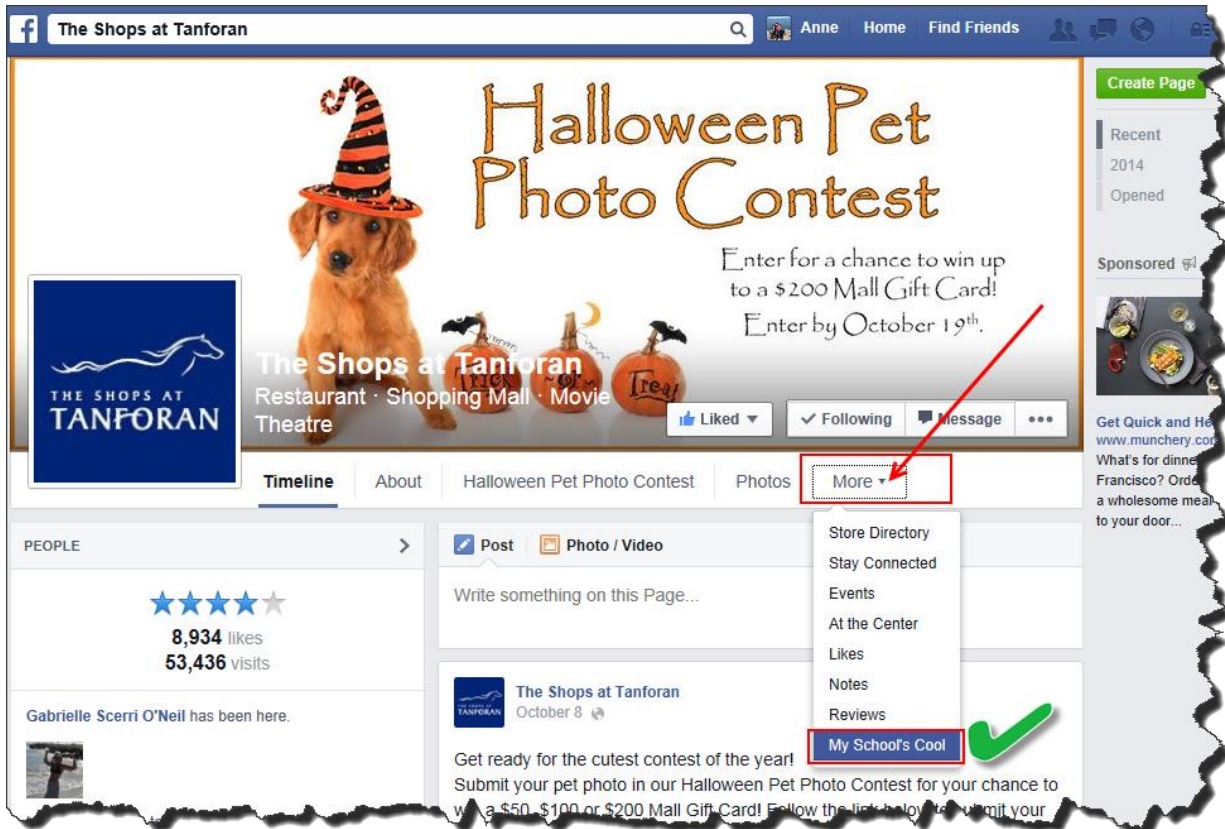 The Shops at Tanforan
Anne Home Find Friends
Halloween Pet
Photo Contest
Enter for a chance to win up
to a $200 Mall Gift Card!
Enter by October 19th.
Trick
~or~
Treat
THE SHOPS AT
TANFORAN
The Shops at Tanforan
Restaurant · Shopping Mall · Movie
Theatre
Liked
Following
Message
Timeline About Halloween Pet Photo Contest Photos More
Store Directory
Stay Connected
Events
At the Center
Likes
Notes
Reviews
My School's Cool
PEOPLE
8,934 likes
53,436 visits
Gabrielle Scerri O'Neil has been here.
Post Photo / Video
Write something on this Page...
THE SHOPS AT
TANFORAN
The Shops at Tanforan
October 8
Get ready for the cutest contest of the year!
Submit your pet photo in our Halloween Pet Photo Contest for your chance to
a $50, $100 or $200 Mall Gift Card! Follow the link below to submit your
Create Page
Recent
2014
Opened
Sponsored
Get Quick and
www.munchery.com
What's for
Francisco?
a wholesome meal
to your door...